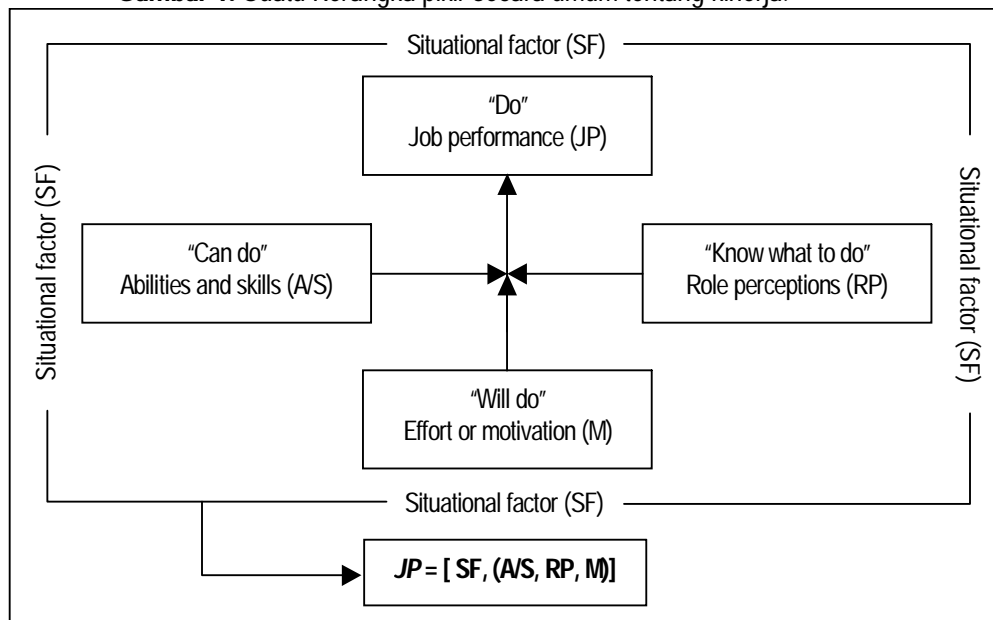 Situational factor (SF)
“Do”
Job performance (JP)
Situational factor (SF)
Situational factor (SF)
“Can do”
Abilities and skills (A/S)
“Know what to do”
Role perceptions (RP)
“Will do”
Effort or motivation (M)
Situational factor (SF)
JP = [ SF, (A/S, RP, M)]